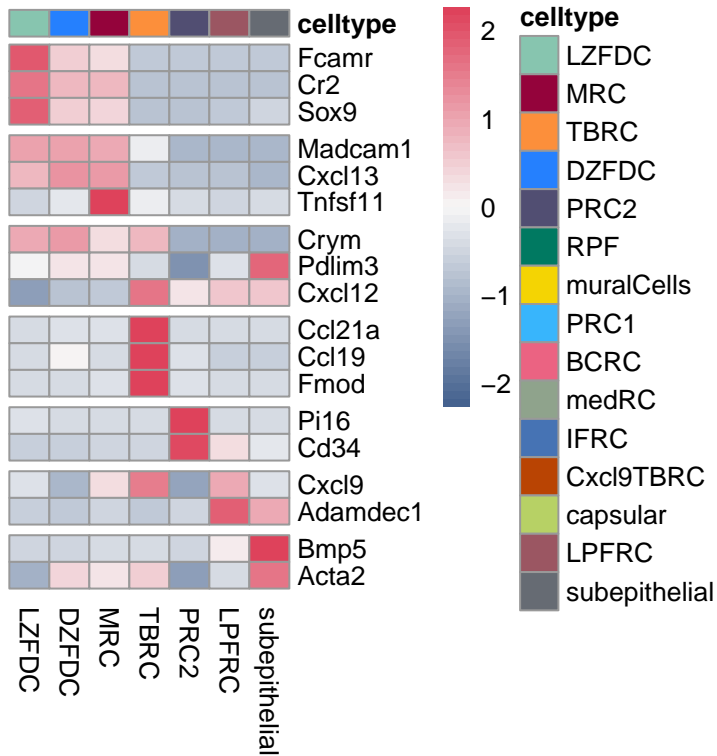 celltype
Fcamr
Cr2
Sox9
Madcam1
Cxcl13
Tnfsf11
Crym
Pdlim3
Cxcl12
Ccl21a
Ccl19
Fmod
Pi16
Cd34
Cxcl9
Adamdec1
Bmp5
Acta2
LZFDC
DZFDC
MRC
TBRC
PRC2
LPFRC
subepithelial
2
1
0
−1
−2
celltype
LZFDC
MRC
TBRC
DZFDC
PRC2
RPF
muralCells
PRC1
BCRC
medRC
IFRC
Cxcl9TBRC
capsular
LPFRC
subepithelial